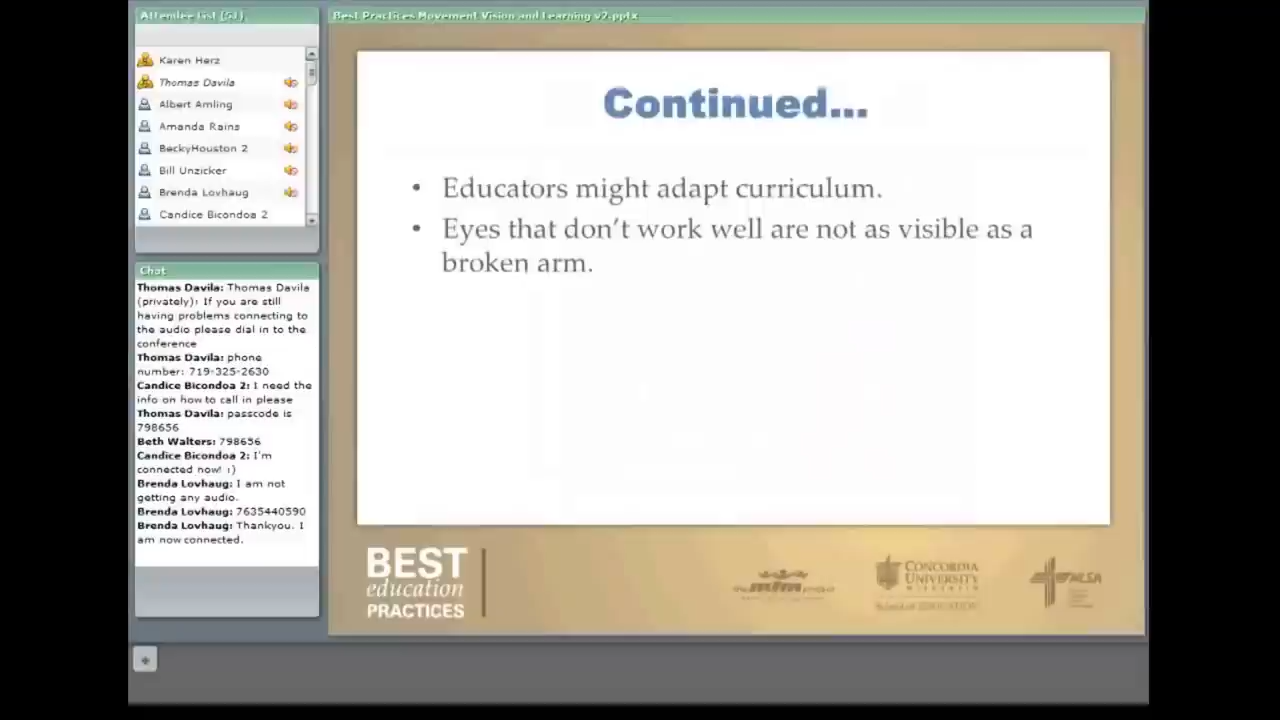 Attendee List (51)
Karen Herz
Thomas Davila
Albert Amling
Amanda Rains
BeckyHouston 2
Bill Unzicker
Brenda Lovhaug
Candice Bicondoa 2
Chat
Thomas Davila: Thomas Davila
(privately): If you are still
having problems connecting to
the audio please dial in to the
conference
Thomas Davila: phone
number: 719-325-2630
Candice Bicondoa 2: I need the
info on how to call in please
Thomas Davila: passcode is
798656
Beth Walters: 798656
Candice Bicondoa 2: I'm
connected now! :)
Brenda Lovhaug: I am not
getting any audio.
Brenda Lovhaug: 7635440590
Brenda Lovhaug: Thankyou. I
am now connected.
Best Practices Movement Vision and Learning v2.pptx
Continued...
• Educators might adapt curriculum.
• Eyes that don't work well are not as visible as a
broken arm.
BEST
education
PRACTICES
CONCORDIA
UNIVERSITY
WISCONSIN
School of EDUCATION